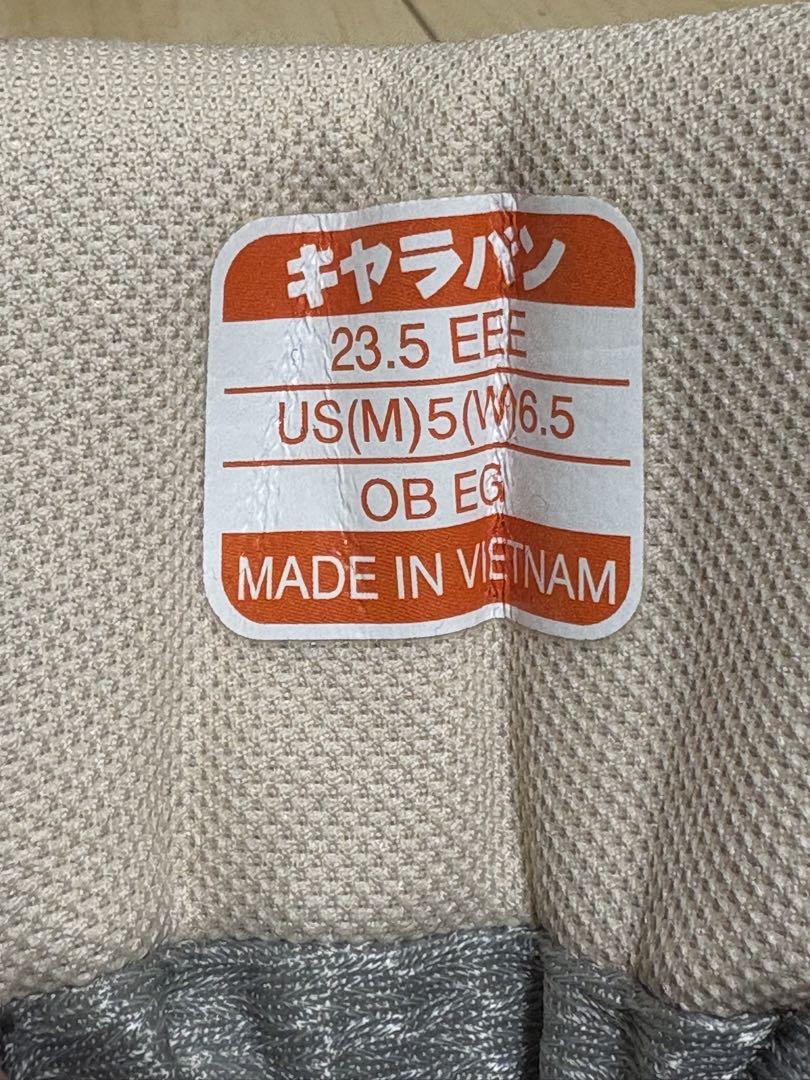 キャラバン
23.5 EEE
US(M)5(W)6.5
OB EG
MADE IN VIETNAM